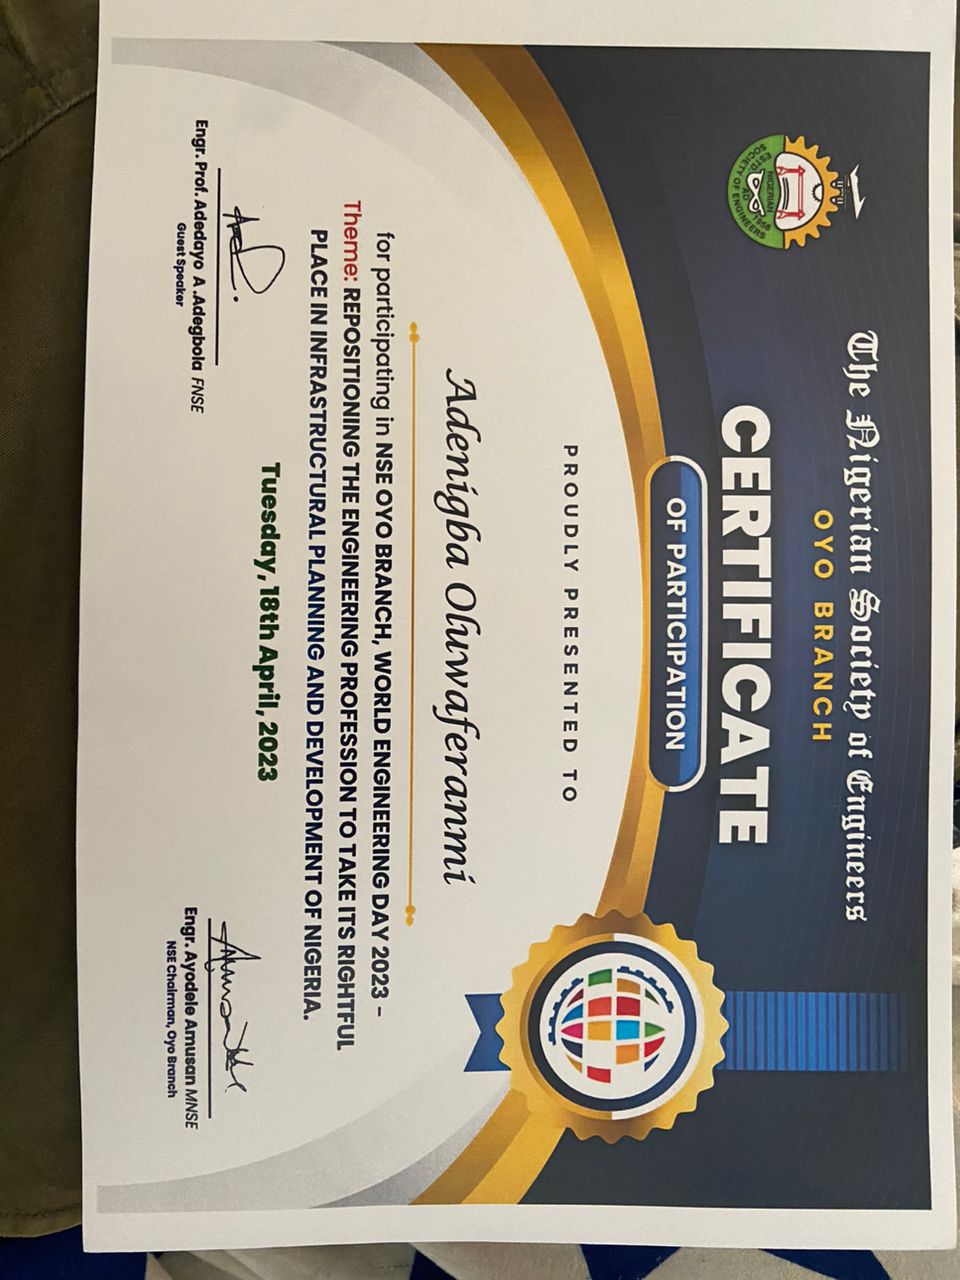 The Nigerian Society of Engineers
OYO BRANCH
NIGERIAN SOCIETY OF ENGINEERS
ESTD AD 1958
CERTIFICATE
OF PARTICIPATION
PROUDLY PRESENTED TO
Adenigba Oluwaferanmi
for participating in NSE OYO BRANCH, WORLD ENGINEERING DAY 2023 -
Theme: REPOSITIONING THE ENGINEERING PROFESSION TO TAKE ITS RIGHTFUL
PLACE IN INFRASTRUCTURAL PLANNING AND DEVELOPMENT OF NIGERIA.
Tuesday, 18th April, 2023
Engr. Prof. Adedayo A .Adegbola FNSE
Guest Speaker
Engr. Ayodele Amusan MNSE
NSE Chairman, Oyo Branch